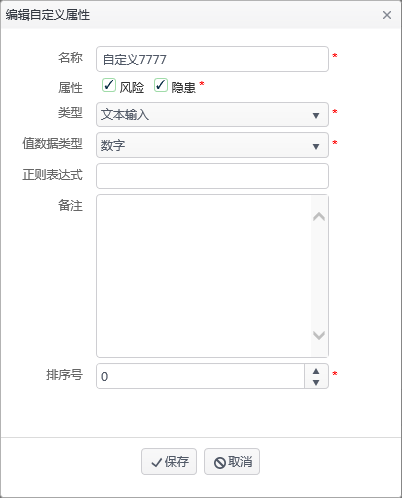 编辑自定义属性
名称 自定义7777 *
属性 风险 隐患 *
类型 文本输入 *
值数据类型 数字 *
正则表达式
备注
排序号 0 *
保存 取消